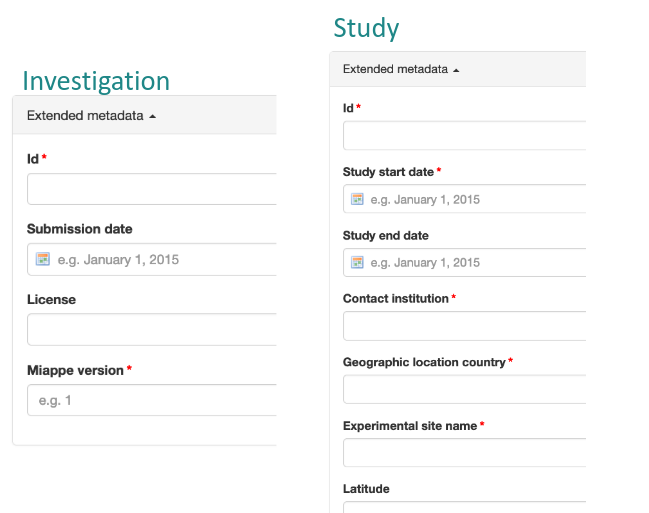 Investigation
Extended metadata
Id *
Submission date
e.g. January 1, 2015
License
Miappe version *
e.g. 1
Study
Extended metadata
Id *
Study start date *
e.g. January 1, 2015
Study end date
e.g. January 1, 2015
Contact institution *
Geographic location country *
Experimental site name *
Latitude